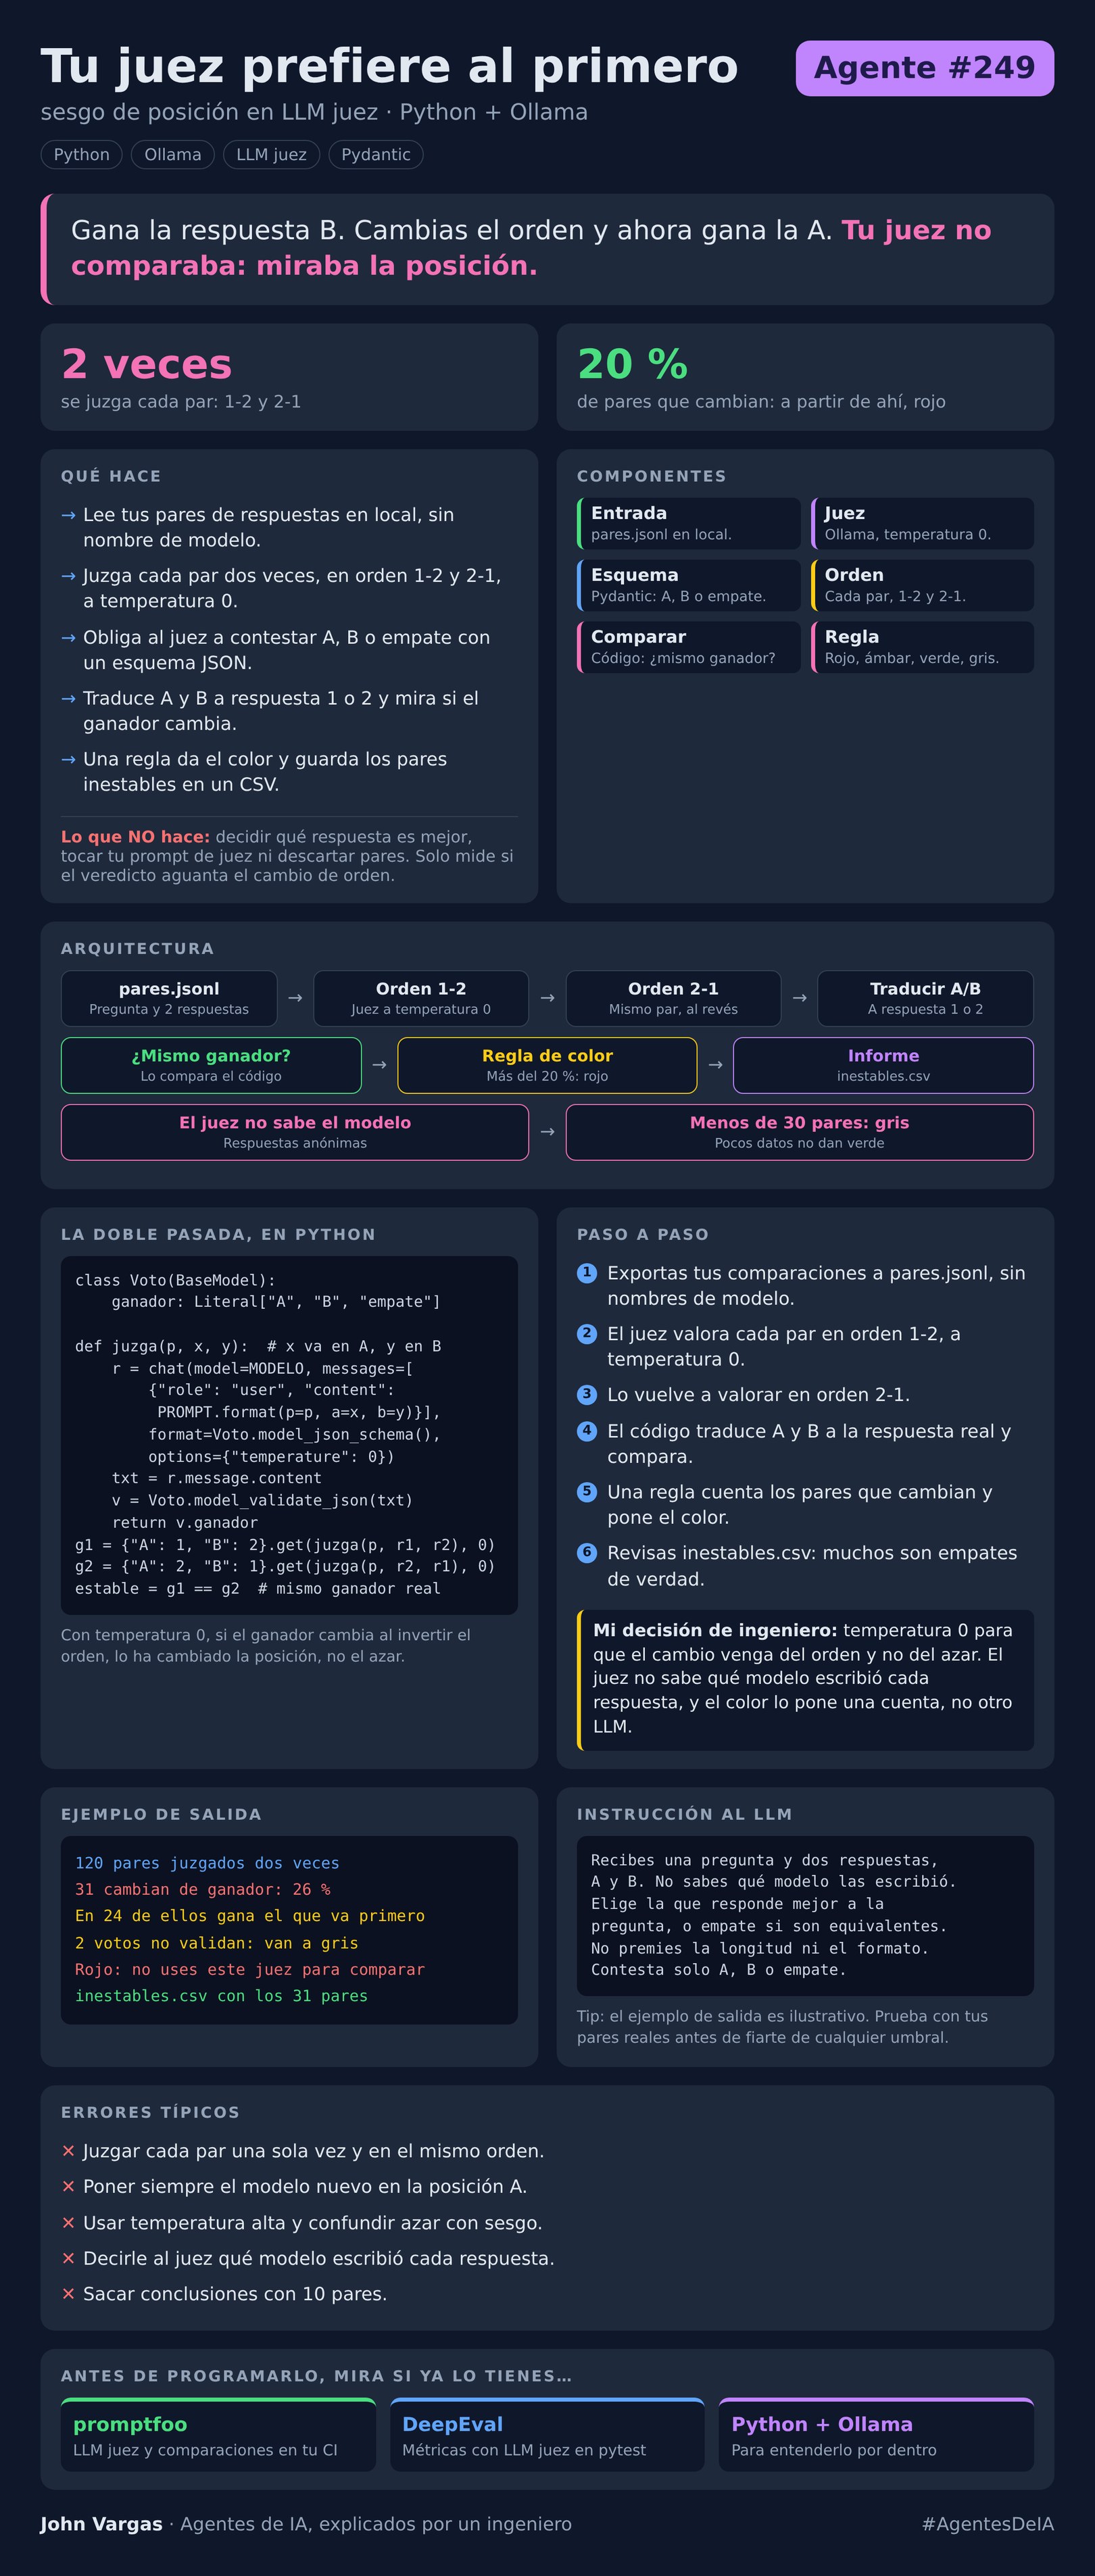 Tu juez prefiere al primero
Agente #249
sesgo de posición en LLM juez · Python + Ollama
Python
Ollama
LLM juez
Pydantic
Gana la respuesta B. Cambias el orden y ahora gana la A. Tu juez no
comparaba: miraba la posición.
2 veces
se juzga cada par: 1-2 y 2-1
20 %
de pares que cambian: a partir de ahí, rojo
QUÉ HACE
→ Lee tus pares de respuestas en local, sin
nombre de modelo.
→ Juzga cada par dos veces, en orden 1-2 y 2-1,
a temperatura 0.
→ Obliga al juez a contestar A, B o empate con
un esquema JSON.
→ Traduce A y B a respuesta 1 o 2 y mira si el
ganador cambia.
→ Una regla da el color y guarda los pares
inestables en un CSV.
Lo que NO hace: decidir qué respuesta es mejor,
tocar tu prompt de juez ni descartar pares. Solo mide si
el veredicto aguanta el cambio de orden.
COMPONENTES
Entrada
pares.jsonl en local.
Juez
Ollama, temperatura 0.
Esquema
Pydantic: A, B o empate.
Orden
Cada par, 1-2 y 2-1.
Comparar
Código: ¿mismo ganador?
Regla
Rojo, ámbar, verde, gris.
ARQUITECTURA
pares.jsonl
Pregunta y 2 respuestas
→
Orden 1-2
Juez a temperatura 0
→
Orden 2-1
Mismo par, al revés
→
Traducir A/B
A respuesta 1 o 2
¿Mismo ganador?
Lo compara el código
→
Regla de color
Más del 20 %: rojo
→
Informe
inestables.csv
El juez no sabe el modelo
Respuestas anónimas
→
Menos de 30 pares: gris
Pocos datos no dan verde
LA DOBLE PASADA, EN PYTHON
class Voto(BaseModel):
    ganador: Literal["A", "B", "empate"]
def juzga(p, x, y):  # x va en A, y en B
    r = chat(model=MODELO, messages=[
        {"role": "user", "content":
         PROMPT.format(p=p, a=x, b=y)}],
        format=Voto.model_json_schema(),
        options={"temperature": 0})
    txt = r.message.content
    v = Voto.model_validate_json(txt)
    return v.ganador
g1 = {"A": 1, "B": 2}.get(juzga(p, r1, r2), 0)
g2 = {"A": 2, "B": 1}.get(juzga(p, r2, r1), 0)
estable = g1 == g2  # mismo ganador real
Con temperatura 0, si el ganador cambia al invertir el
orden, lo ha cambiado la posición, no el azar.
PASO A PASO
1 Exportas tus comparaciones a pares.jsonl, sin
nombres de modelo.
2 El juez valora cada par en orden 1-2, a
temperatura 0.
3 Lo vuelve a valorar en orden 2-1.
4 El código traduce A y B a la respuesta real y
compara.
5 Una regla cuenta los pares que cambian y
pone el color.
6 Revisas inestables.csv: muchos son empates
de verdad.
Mi decisión de ingeniero: temperatura 0 para
que el cambio venga del orden y no del azar. El
juez no sabe qué modelo escribió cada
respuesta, y el color lo pone una cuenta, no otro
LLM.
EJEMPLO DE SALIDA
120 pares juzgados dos veces
31 cambian de ganador: 26 %
En 24 de ellos gana el que va primero
2 votos no validan: van a gris
Rojo: no uses este juez para comparar
inestables.csv con los 31 pares
INSTRUCCIÓN AL LLM
Recibes una pregunta y dos respuestas,
A y B. No sabes qué modelo las escribió.
Elige la que responde mejor a la
pregunta, o empate si son equivalentes.
No premies la longitud ni el formato.
Contesta solo A, B o empate.
Tip: el ejemplo de salida es ilustrativo. Prueba con tus
pares reales antes de fiarte de cualquier umbral.
ERRORES TÍPICOS
✕ Juzgar cada par una sola vez y en el mismo orden.
✕ Poner siempre el modelo nuevo en la posición A.
✕ Usar temperatura alta y confundir azar con sesgo.
✕ Decirle al juez qué modelo escribió cada respuesta.
✕ Sacar conclusiones con 10 pares.
ANTES DE PROGRAMARLO, MIRA SI YA LO TIENES…
promptfoo
LLM juez y comparaciones en tu CI
DeepEval
Métricas con LLM juez en pytest
Python + Ollama
Para entenderlo por dentro
John Vargas · Agentes de IA, explicados por un ingeniero
#AgentesDeIA